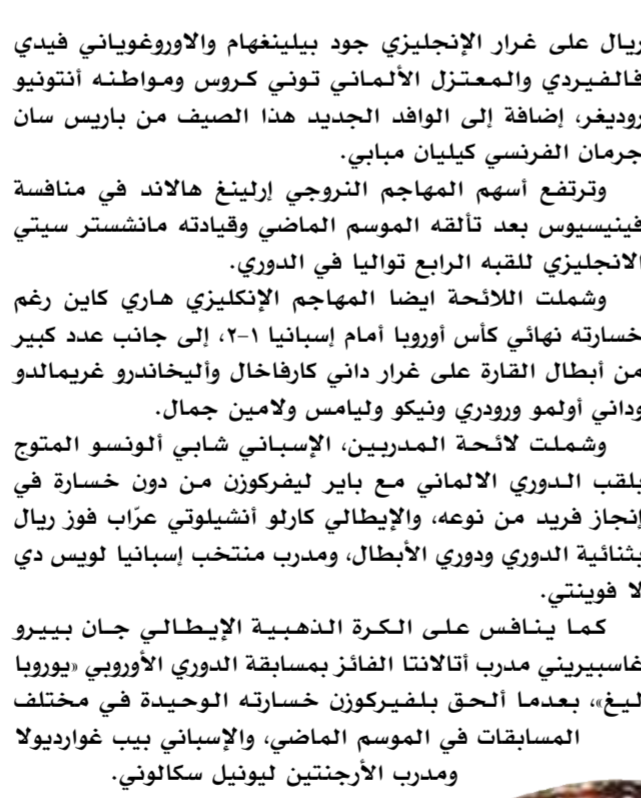 ريال على غرار الإنجليزي جود بيلينغهام والاوروغوياني فيدي
فالفيردي والمعتزل الألماني توني كروس ومواطنه أنتونيو
روديغر، إضافة إلى الوافد الجديد هذا الصيف من باريس سان
جرمان الفرنسي كيليان مبابي.
وترتفع أسهم المهاجم النروجي إرلينغ هالاند في منافسة
فينيسيوس بعد تألقه الموسم الماضي وقيادته مانشستر سيتي
الانجليزي للقبه الرابع تواليا في الدوري.
وشملت اللائحة ايضا المهاجم الإنكليزي هاري كاين رغم
خسارته نهائي كأس أوروبا أمام إسبانيا ١-٢، إلى جانب عدد كبير
من أبطال القارة على غرار داني كارفاخال وأليخاندرو غريمالدو
وداني أولمو ورودري ونيكو وليامس ولامين جمال.
وشملت لائحة المدربين، الإسباني شابي ألونسو المتوج
بلقب الدوري الالماني مع باير ليفركوزن من دون خسارة في
إنجاز فريد من نوعه، والإيطالي كارلو أنشيلوتي عرّاب فوز ريال
بثنائية الدوري ودوري الأبطال، ومدرب منتخب إسبانيا لويس دي
لا فوينتي.
كما ينافس على الكرة الذهبية الإيطالي جان بييرو
غاسبيريني مدرب أتالانتا الفائز بمسابقة الدوري الأوروبي «يوروبا
ليغ»، بعدما ألحق بلفيركوزن خسارته الوحيدة في مختلف
المسابقات في الموسم الماضي، والإسباني بيب غوارديولا
ومدرب الأرجنتين ليونيل سكالوني.